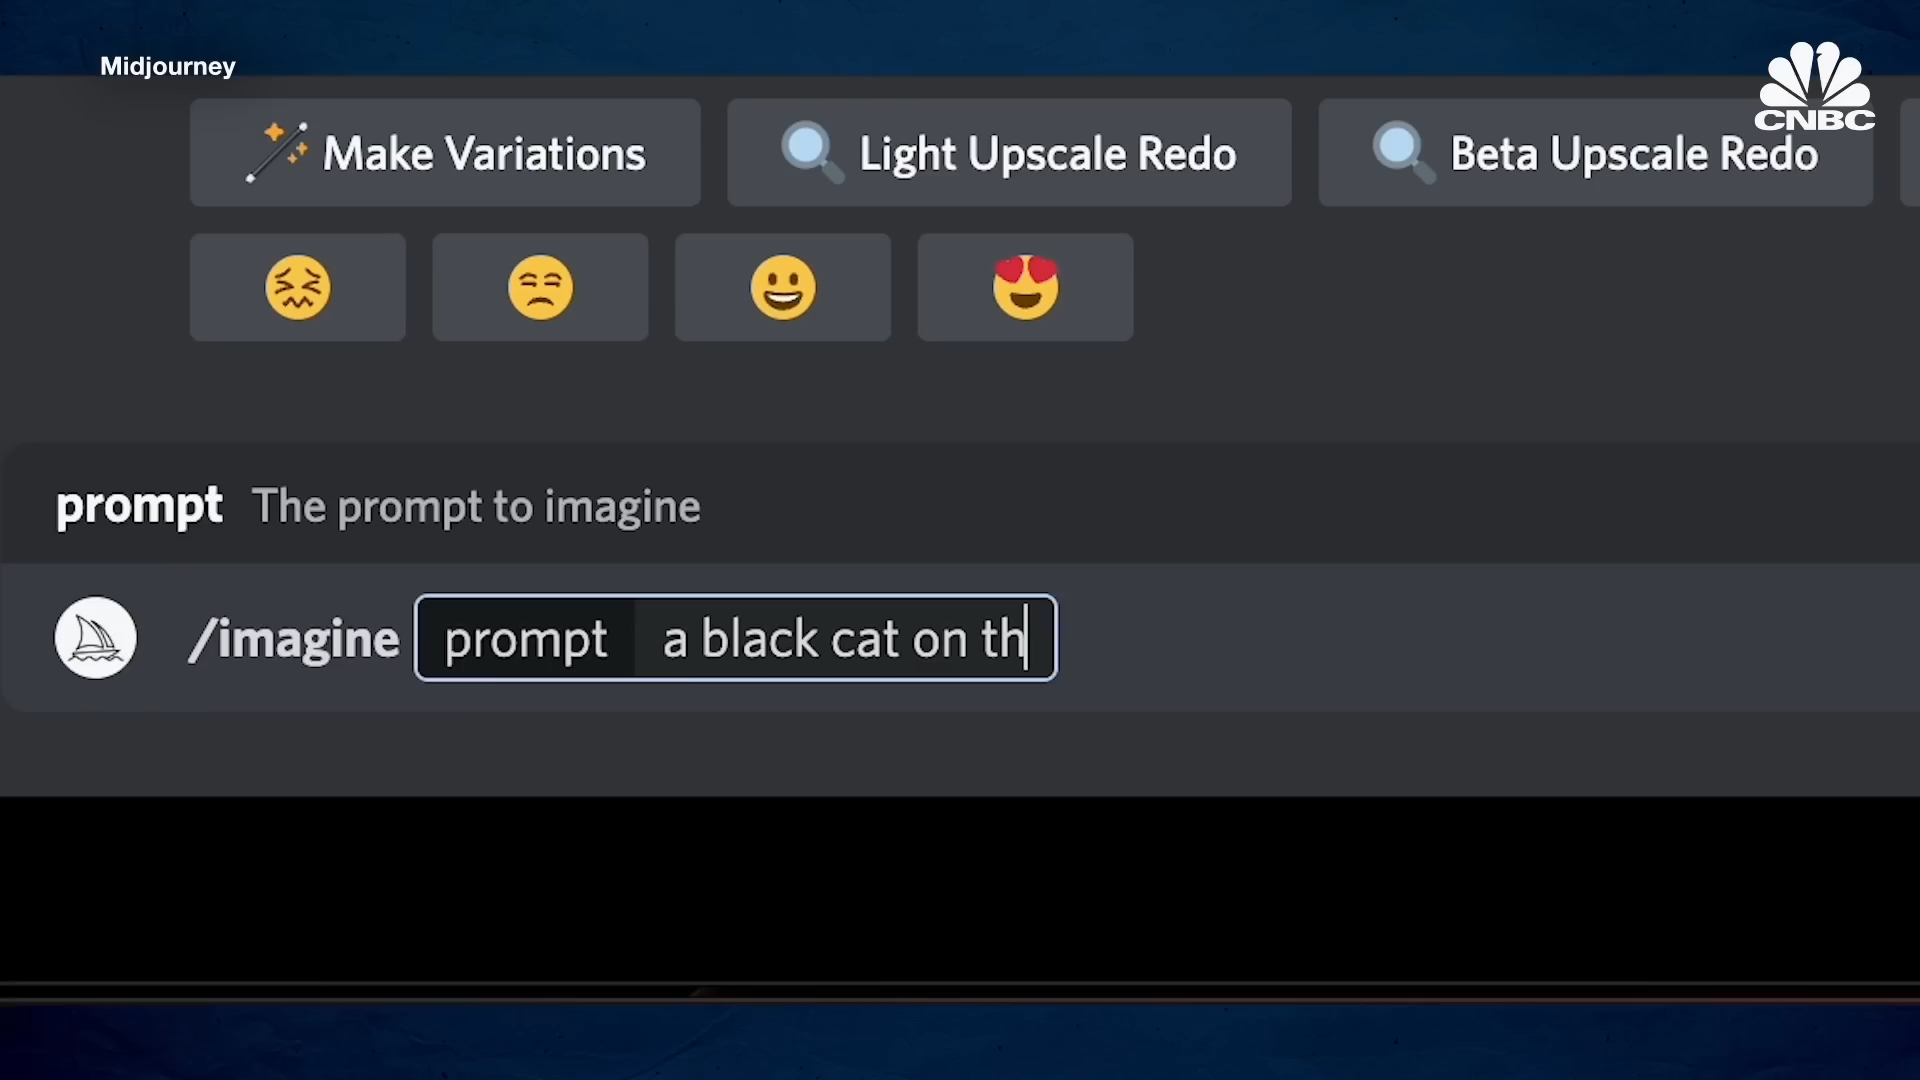 Midjourney
CNBC
Make Variations
Light Upscale Redo
Beta Upscale Redo
prompt The prompt to imagine
/imagine prompt a black cat on th